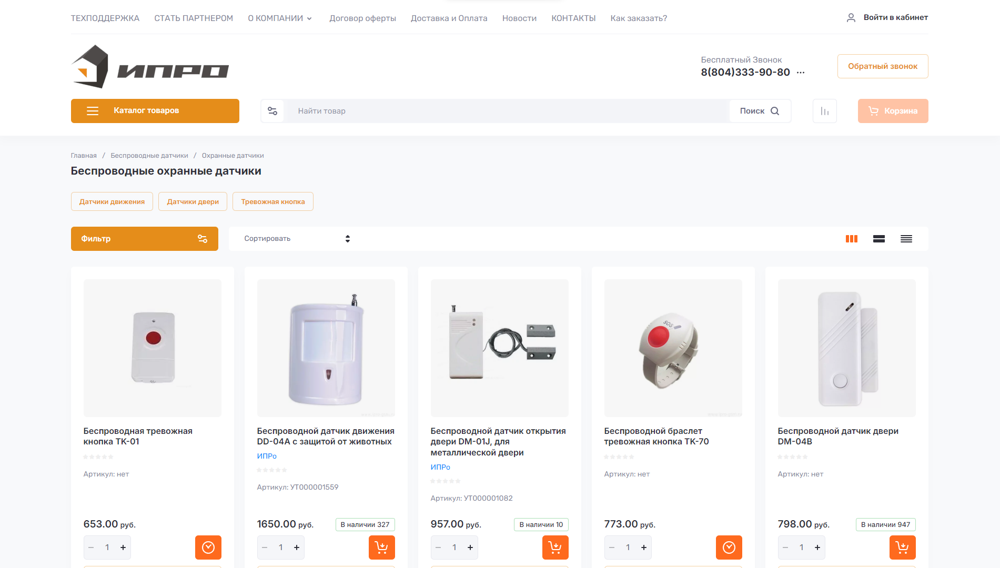 ТЕХПОДДЕРЖКА СТАТЬ ПАРТНЕРОМ О КОМПАНИИ Договор оферты Доставка и Оплата Новости КОНТАКТЫ Как заказать? Войти в кабинет
ИПРО
Бесплатный Звонок
8(804)333-90-80 ...
Обратный звонок
Каталог товаров Найти товар Поиск Корзина
Главная / Беспроводные датчики / Охранные датчики
Беспроводные охранные датчики
Датчики движения Датчики двери Тревожная кнопка
Фильтр Сортировать
SOS
Беспроводная тревожная
кнопка ТК-01
Артикул: нет
653.00 руб.
1
Беспроводной датчик движения
DD-04A с защитой от животных
ИПРо
Артикул: УТ000001559
1650.00 руб. В наличии 327
1
Беспроводной датчик открытия
двери DM-01J, для
металлической двери
ИПРо
Артикул: УТ000001082
957.00 руб. В наличии 10
1
Беспроводной браслет
тревожная кнопка ТК-70
Артикул: нет
773.00 руб.
1
Беспроводной датчик двери
DM-04B
Артикул: нет
798.00 руб. В наличии 947
1